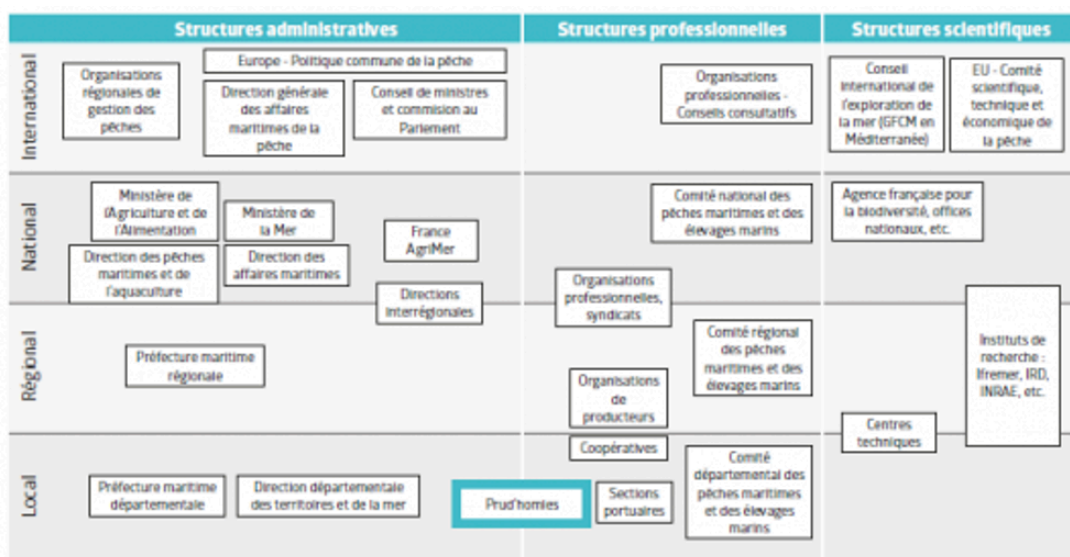 Structures administratives
Structures professionnelles
Structures scientifiques
International
Organisations
régionales de
gestion des
pêches
Europe - Politique commune de la pêche
Direction générale
des affaires
maritimes de la
pêche
Conseil de ministres
et commision au
Parlement
Organisations
professionnelles -
Conseils consultatifs
Conseil
international de
l'exploration de
la mer (GFCM en
Méditerranée)
EU - Comité
scientifique,
technique et
économique de
la pêche
National
Ministère de
l'Agriculture et de
l'Alimentation
Ministère de
la Mer
Direction des pêches
maritimes et de
l'aquaculture
Direction des
affaires maritimes
France
AgriMer
Directions
interrégionales
Comité national des
pêches maritimes et des
élevages marins
Organisations
professionnelles,
syndicats
Agence française pour
la biodiversité, offices
nationaux, etc.
Régional
Préfecture maritime
régionale
Comité régional
des pêches
maritimes et des
élevages marins
Organisations
de
producteurs
Instituts de
recherche :
Ifremer, IRD,
INRAE, etc.
Centres
techniques
Local
Préfecture maritime
départementale
Direction départementale
des territoires et de la mer
Prud'homies
Coopératives
Sections
portuaires
Comité
départemental des
pêches maritimes
et des élevages
marins